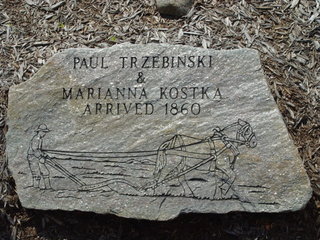 PAUL TRZEBINSKI
&
MARIANNA KOSTKA
ARRIVED 1860